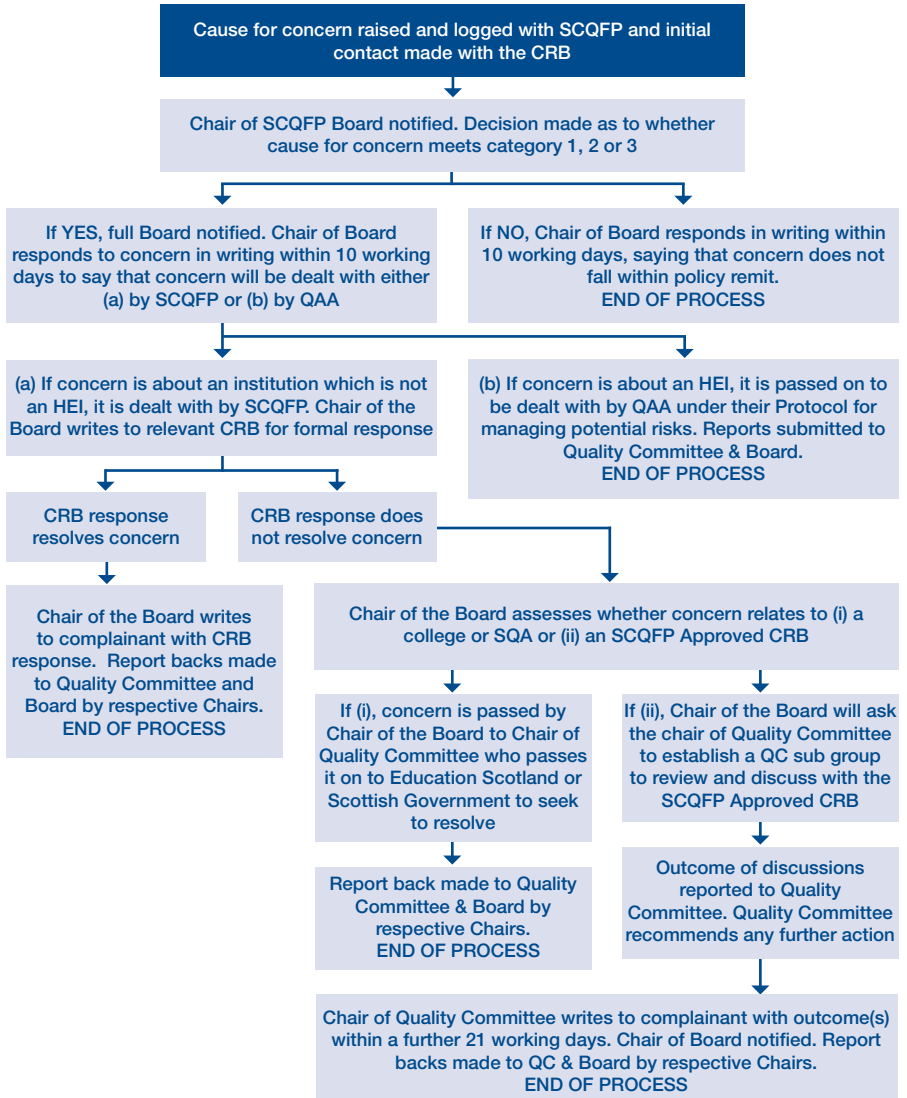 Cause for concern raised and logged with SCQFP and initial
contact made with the CRB
Chair of SCQFP Board notified. Decision made as to whether
cause for concern meets category 1, 2 or 3
If YES, full Board notified. Chair of Board
responds to concern in writing within 10 working
days to say that concern will be dealt with either
(a) by SCQFP or (b) by QAA
If NO, Chair of Board responds in writing within
10 working days, saying that concern does not
fall within policy remit.
END OF PROCESS
(a) If concern is about an institution which is not
an HEI, it is dealt with by SCQFP. Chair of the
Board writes to relevant CRB for formal response
(b) If concern is about an HEI, it is passed on to
be dealt with by QAA under their Protocol for
managing potential risks. Reports submitted to
Quality Committee & Board.
END OF PROCESS
CRB response
resolves concern
CRB response does
not resolve concern
Chair of the Board writes
to complainant with CRB
response. Report backs made
to Quality Committee and
Board by respective Chairs.
END OF PROCESS
Chair of the Board assesses whether concern relates to (i) a
college or SQA or (ii) an SCQFP Approved CRB
If (i), concern is passed by
Chair of the Board to Chair of
Quality Committee who passes
it on to Education Scotland or
Scottish Government to seek
to resolve
If (ii), Chair of the Board will ask
the chair of Quality Committee
to establish a QC sub group
to review and discuss with the
SCQFP Approved CRB
Report back made to Quality
Committee & Board by
respective Chairs.
END OF PROCESS
Outcome of discussions
reported to Quality
Committee. Quality Committee
recommends any further action
Chair of Quality Committee writes to complainant with outcome(s)
within a further 21 working days. Chair of Board notified. Report
backs made to QC & Board by respective Chairs.
END OF PROCESS